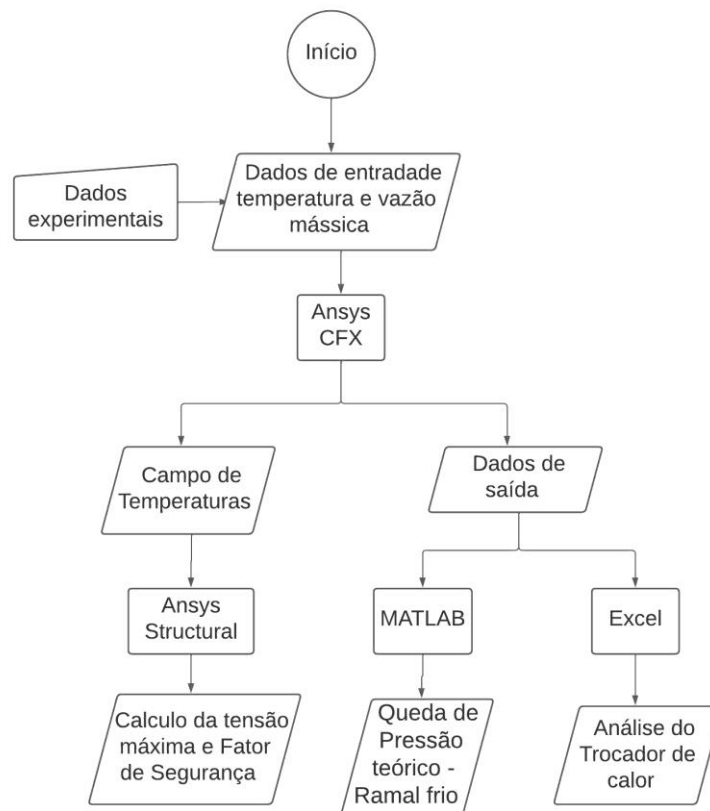 Início
Dados
experimentais
Dados de entradade
temperatura e vazão
mássica
Ansys
CFX
Campo de
Temperaturas
Dados de
saída
Ansys
Structural
MATLAB
Excel
Calculo da tensão
máxima e Fator
de Segurança
Queda de
Pressão
teórico -
Ramal frio
Análise do
Trocador de
calor